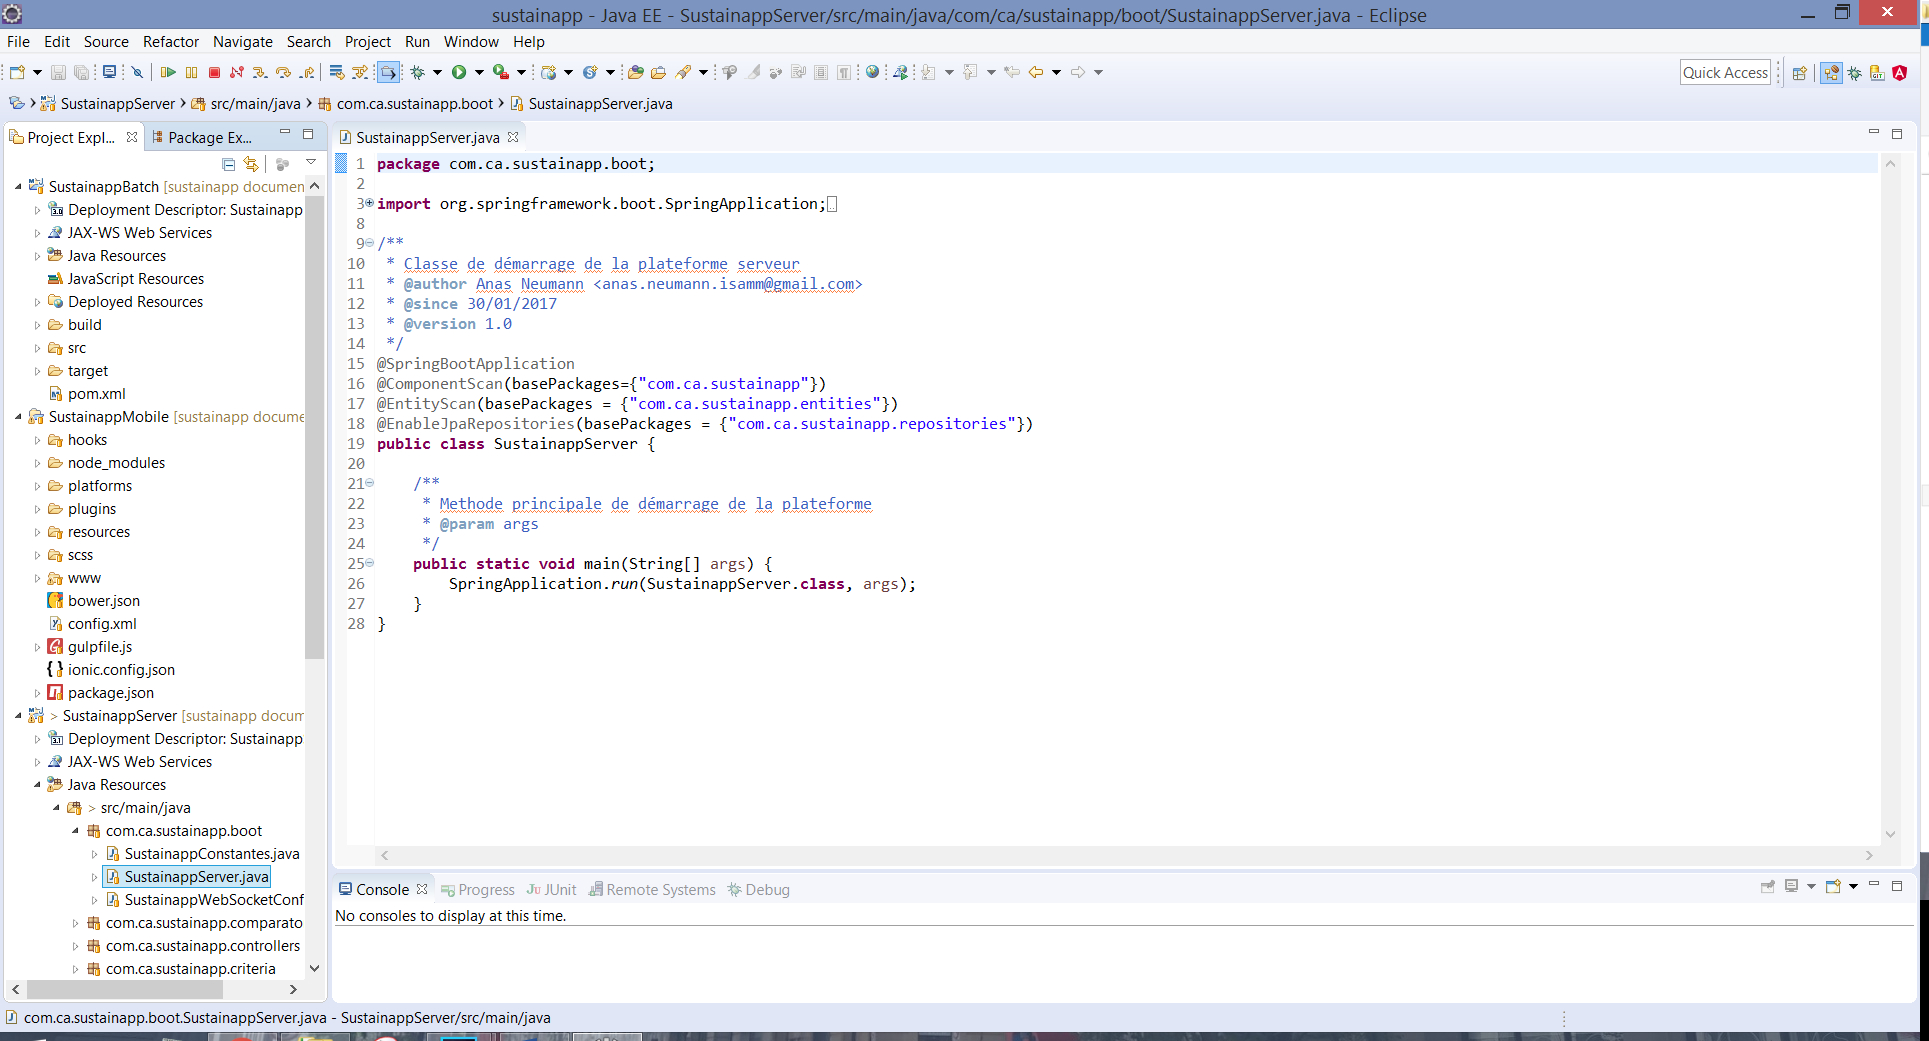 sustainapp - Java EE - SustainappServer/src/main/java/com/ca/sustainapp/boot/SustainappServer.java - Eclipse
File Edit Source Refactor Navigate Search Project Run Window Help
Quick Access
SustainappServer src/main/java com.ca.sustainapp.boot SustainappServer.java
Project Expl... Package Ex...
SustainappBatch [sustainapp documen
Deployment Descriptor: Sustainapp
JAX-WS Web Services
Java Resources
JavaScript Resources
Deployed Resources
build
src
target
pom.xml
SustainappMobile [sustainapp docume
hooks
node_modules
platforms
plugins
resources
scss
www
bower.json
config.xml
gulpfile.js
ionic.config.json
package.json
> SustainappServer [sustainapp docum
Deployment Descriptor: Sustainapp
JAX-WS Web Services
Java Resources
> src/main/java
com.ca.sustainapp.boot
SustainappConstantes.java
SustainappServer.java
SustainappWebSocketConf
com.ca.sustainapp.comparato
com.ca.sustainapp.controllers
com.ca.sustainapp.criteria
SustainappServer.java
1 package com.ca.sustainapp.boot;
2
3 import org.springframework.boot.SpringApplication;
8
9 /**
10 * Classe de démarrage de la plateforme serveur
11 * @author Anas Neumann <anas.neumann.isamm@gmail.com>
12 * @since 30/01/2017
13 * @version 1.0
14 */
15 @SpringBootApplication
16 @ComponentScan(basePackages={"com.ca.sustainapp"})
17 @EntityScan(basePackages = {"com.ca.sustainapp.entities"})
18 @EnableJpaRepositories(basePackages = {"com.ca.sustainapp.repositories"})
19 public class SustainappServer {
20
21 /**
22 * Methode principale de démarrage de la plateforme
23 * @param args
24 */
25 public static void main(String[] args) {
26 SpringApplication.run(SustainappServer.class, args);
27 }
28 }
Console Progress JUnit Remote Systems Debug
No consoles to display at this time.
com.ca.sustainapp.boot.SustainappServer.java - SustainappServer/src/main/java